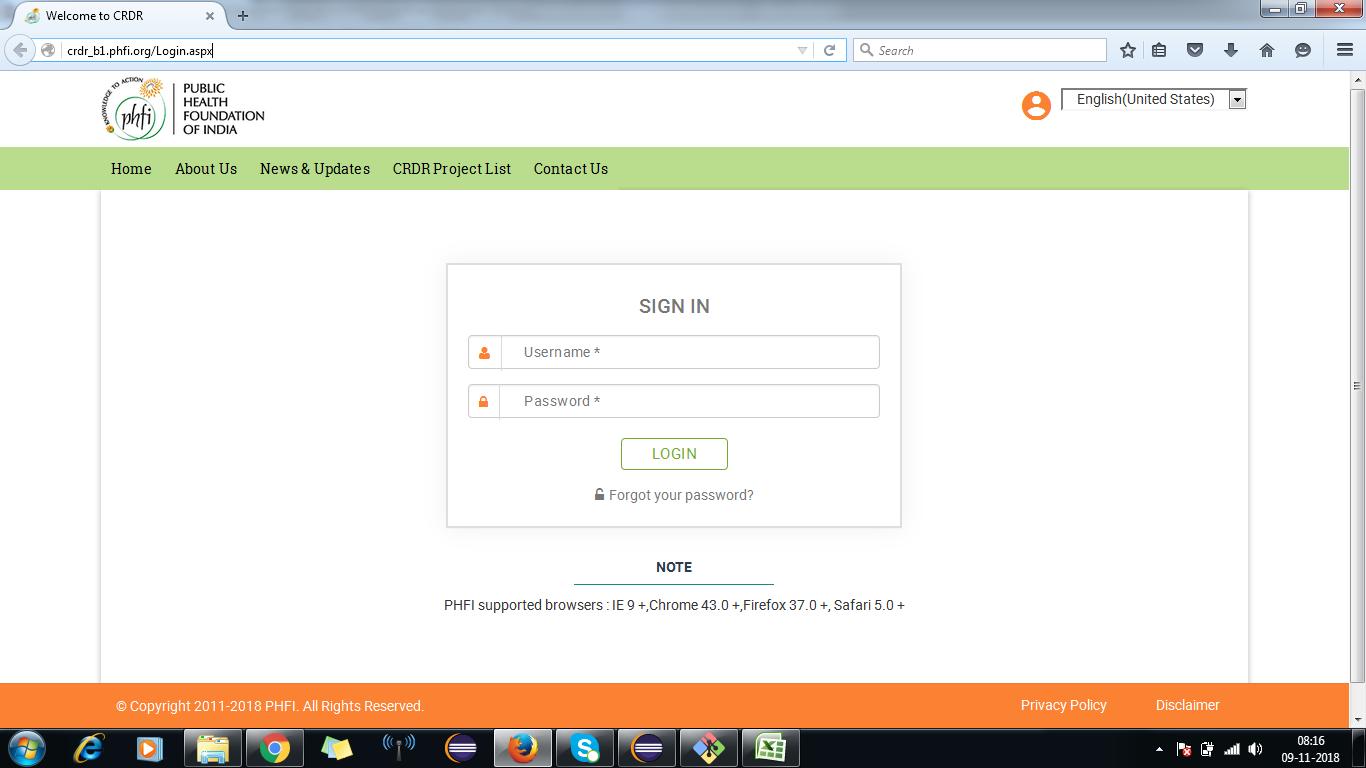 Welcome to CRDR
crdr_b1.phfi.org/Login.aspx
Search
KNOWLEDGE TO ACTION
phfi
PUBLIC
HEALTH
FOUNDATION
OF INDIA
English(United States)
Home About Us News & Updates CRDR Project List Contact Us
SIGN IN
Username *
Password *
LOGIN
Forgot your password?
NOTE
PHFI supported browsers : IE 9 +,Chrome 43.0 +,Firefox 37.0 +, Safari 5.0 +
© Copyright 2011-2018 PHFI. All Rights Reserved. Privacy Policy Disclaimer
08:16
09-11-2018